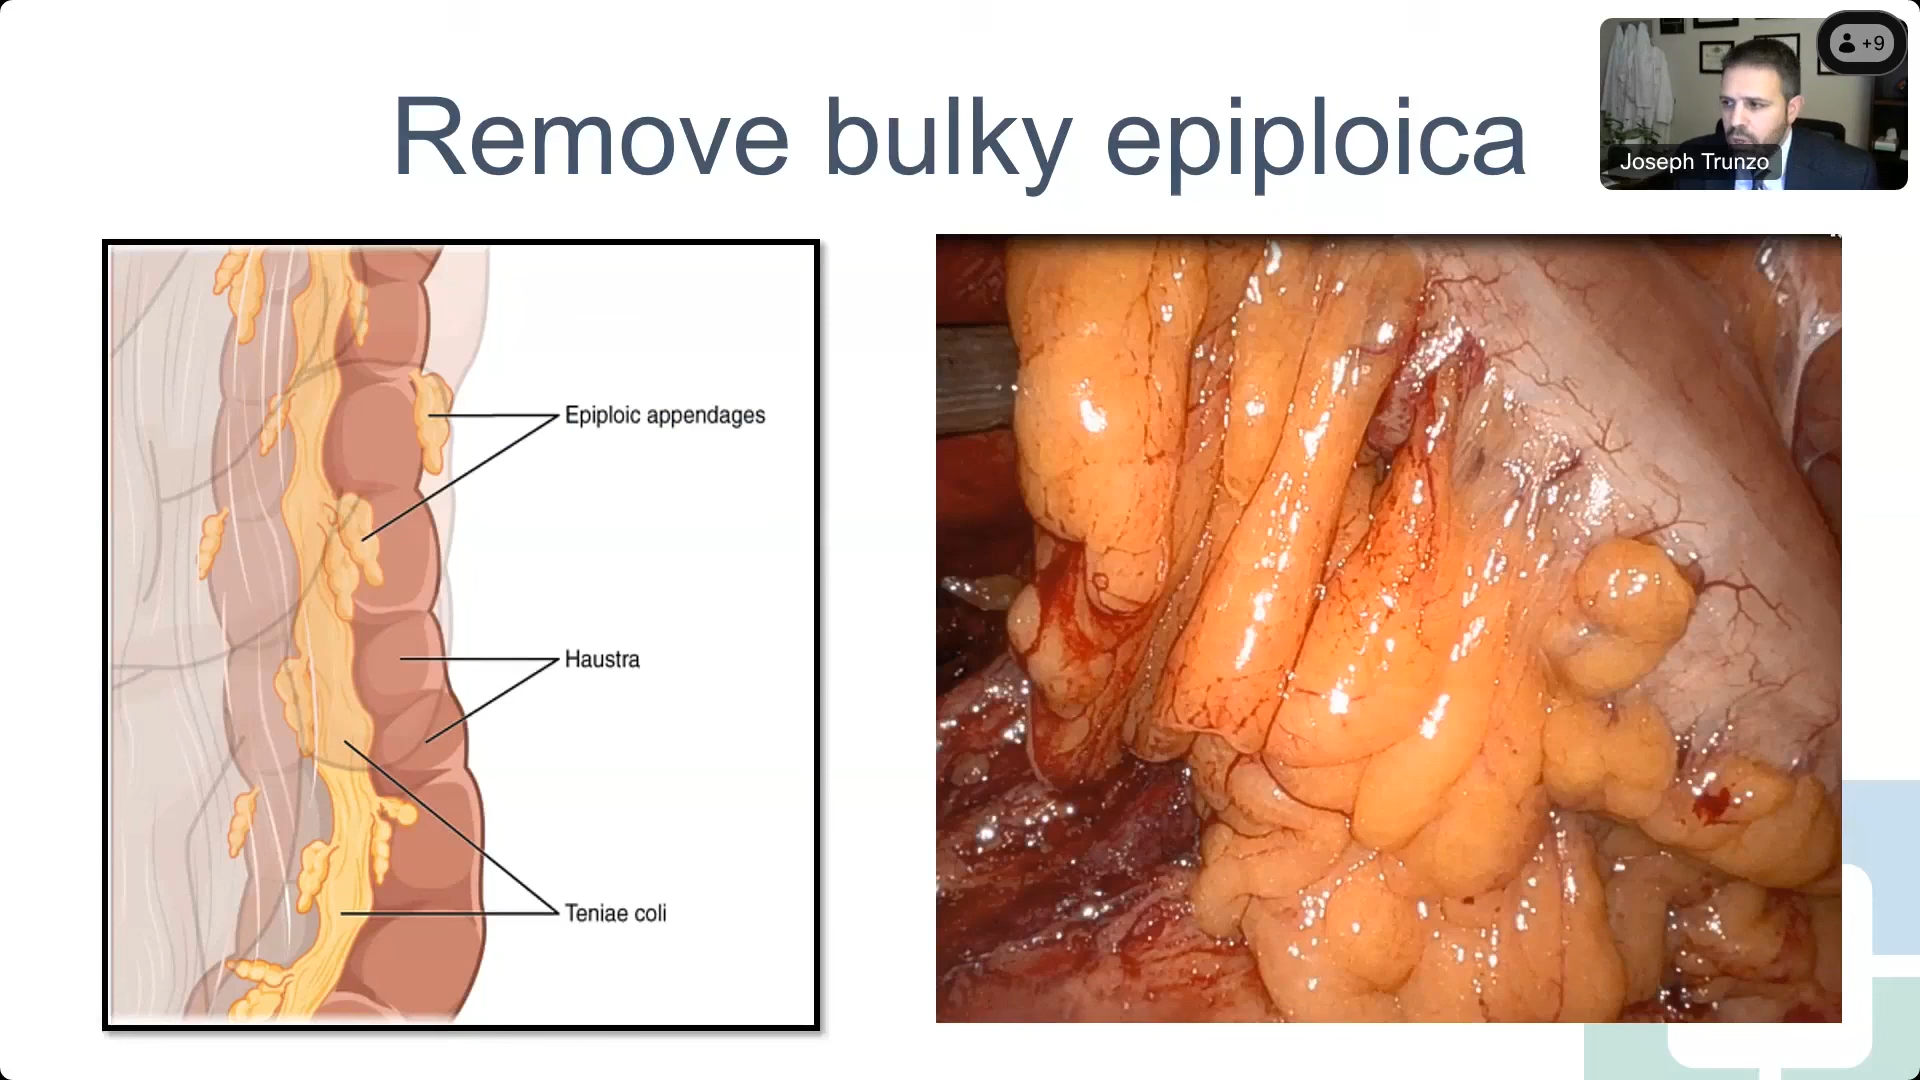 Remove bulky epiploica
+9
Joseph Trunzo
Epiploic appendages
Haustra
Teniae coli